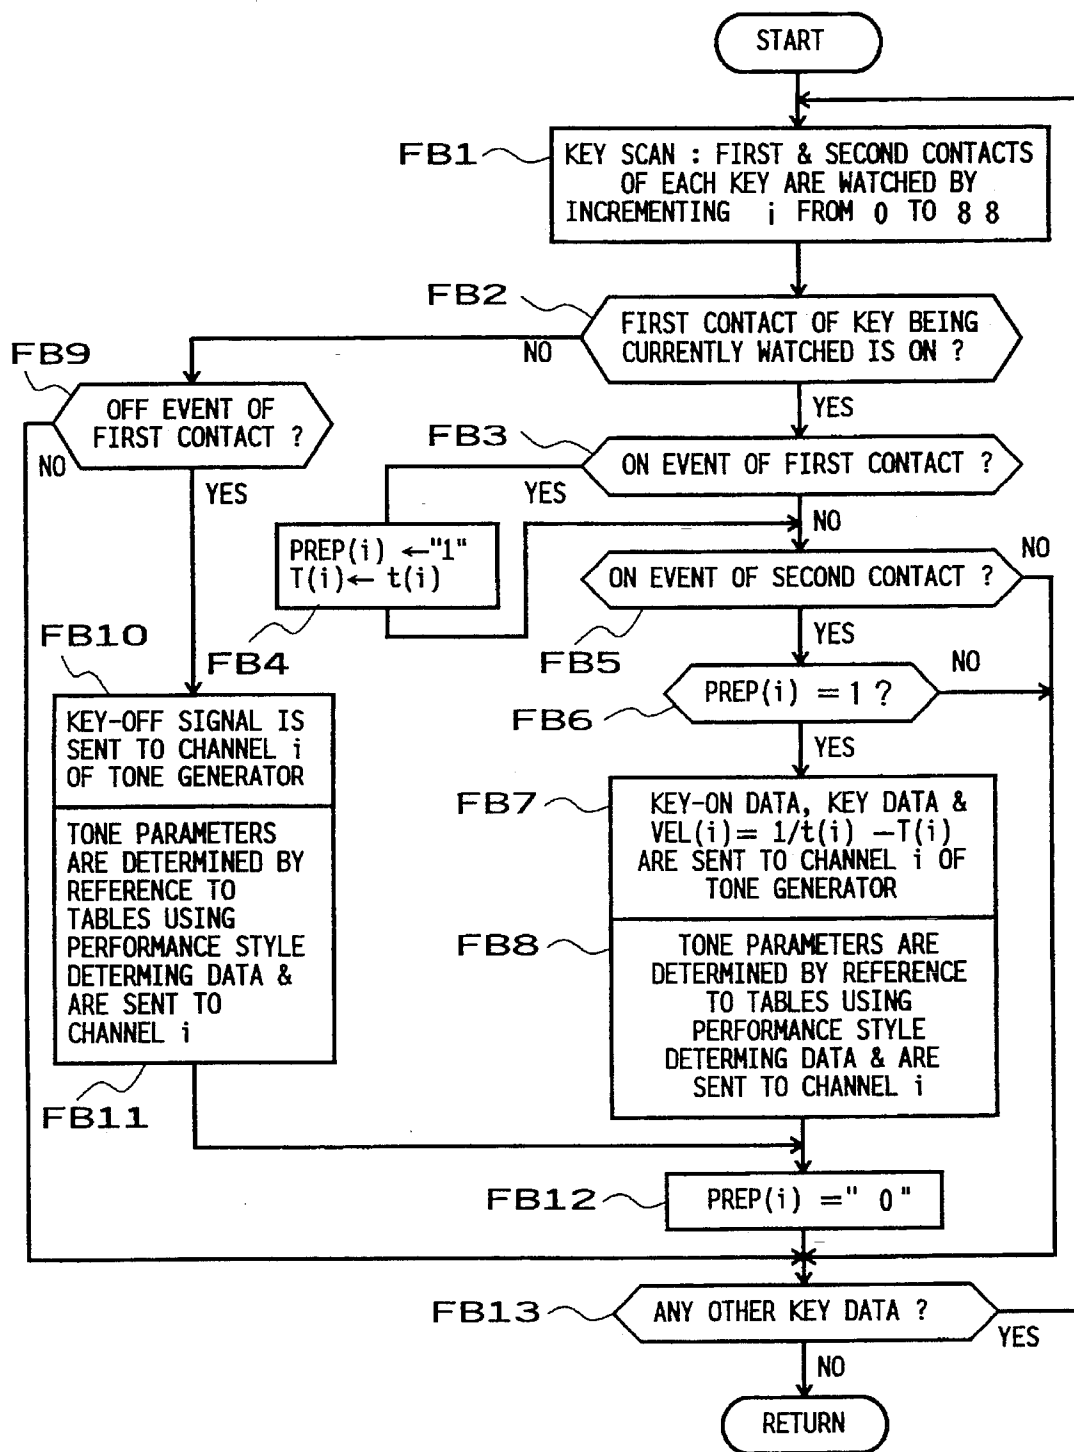 START
FB1
KEY SCAN : FIRST & SECOND CONTACTS
OF EACH KEY ARE WATCHED BY
INCREMENTING i FROM 0 TO 8 8
FB2
FIRST CONTACT OF KEY BEING
CURRENTLY WATCHED IS ON ?
NO
YES
FB9
OFF EVENT OF
FIRST CONTACT ?
NO
YES
FB3
ON EVENT OF FIRST CONTACT ?
YES
NO
PREP(i) ←"1"
T(i)← t(i)
FB4
ON EVENT OF SECOND CONTACT ?
NO
YES
FB5
PREP(i) = 1 ?
NO
YES
FB6
FB10
KEY-OFF SIGNAL IS
SENT TO CHANNEL i
OF TONE GENERATOR
TONE PARAMETERS
ARE DETERMINED BY
REFERENCE TO
TABLES USING
PERFORMANCE STYLE
DETERMING DATA &
ARE SENT TO
CHANNEL i
FB11
FB7
KEY-ON DATA, KEY DATA &
VEL(i)= 1/t(i) -T(i)
ARE SENT TO CHANNEL i OF
TONE GENERATOR
FB8
TONE PARAMETERS ARE
DETERMINED BY REFERENCE
TO TABLES USING
PERFORMANCE STYLE
DETERMING DATA & ARE
SENT TO CHANNEL i
FB12
PREP(i) =" 0"
FB13
ANY OTHER KEY DATA ?
YES
NO
RETURN